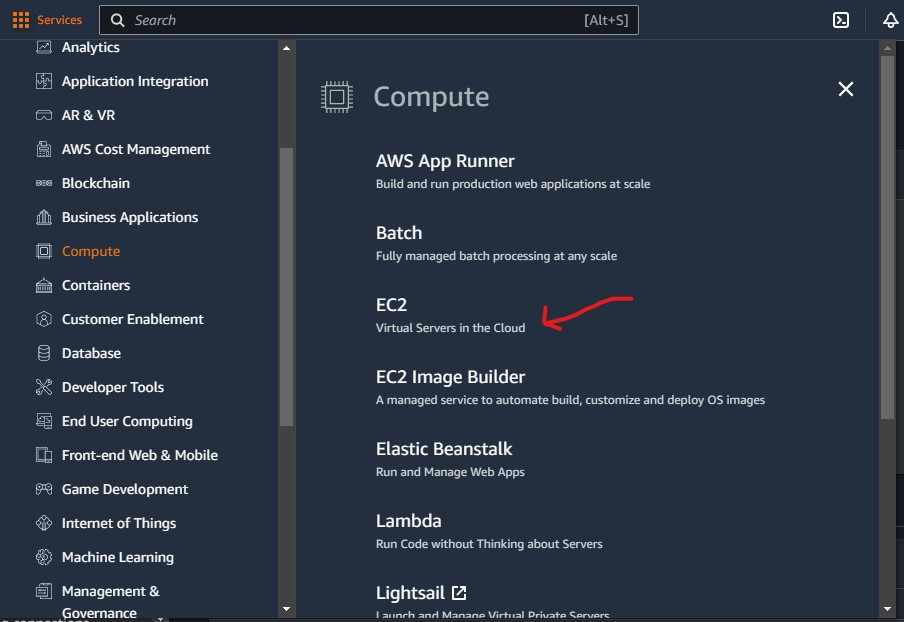 Services
Search
[Alt+S]
Analytics
Application Integration
AR & VR
AWS Cost Management
Blockchain
Business Applications
Compute
Containers
Customer Enablement
Database
Developer Tools
End User Computing
Front-end Web & Mobile
Game Development
Internet of Things
Machine Learning
Management &
Governance
Compute
AWS App Runner
Build and run production web applications at scale
Batch
Fully managed batch processing at any scale
EC2
Virtual Servers in the Cloud
EC2 Image Builder
A managed service to automate build, customize and deploy OS images
Elastic Beanstalk
Run and Manage Web Apps
Lambda
Run Code without Thinking about Servers
Lightsail
Launch and Manage Virtual Private Servers